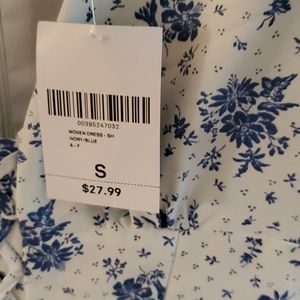 00395247032
WOVEN DRESS - SH
IVORY/BLUE
A - F
S
$27.99